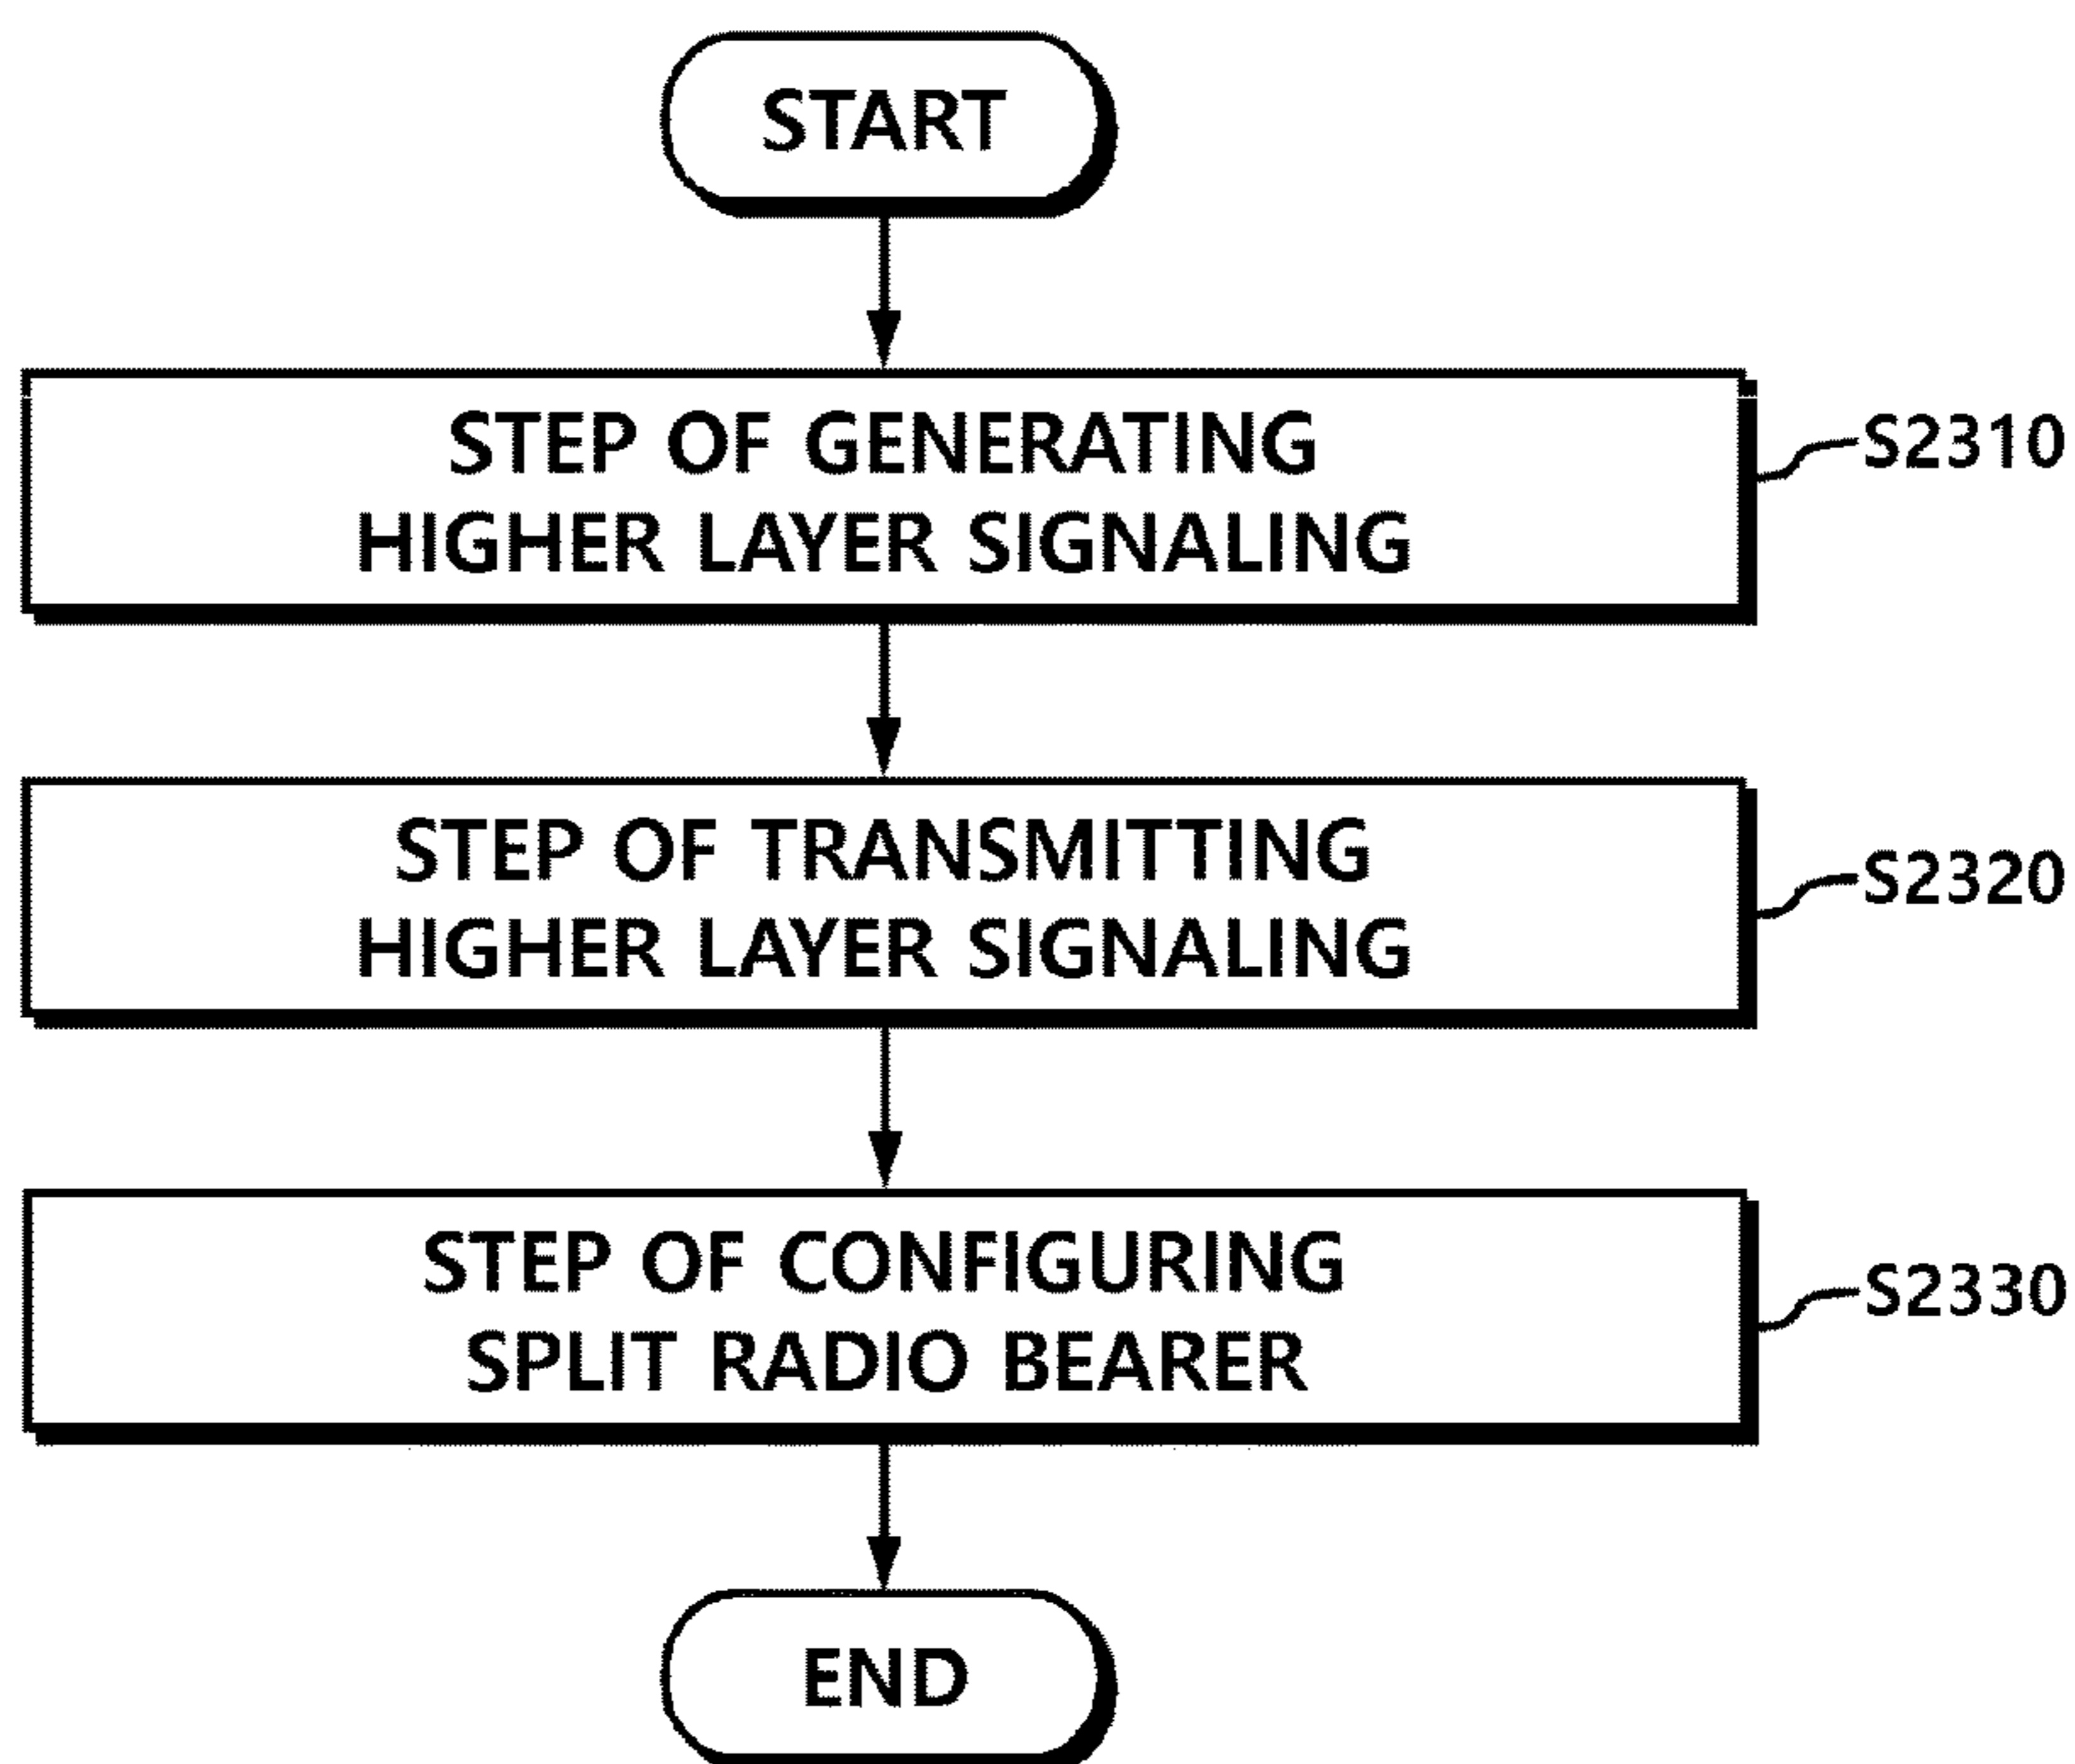 START
STEP OF GENERATING
HIGHER LAYER SIGNALING
S2310
STEP OF TRANSMITTING
HIGHER LAYER SIGNALING
S2320
STEP OF CONFIGURING
SPLIT RADIO BEARER
S2330
END